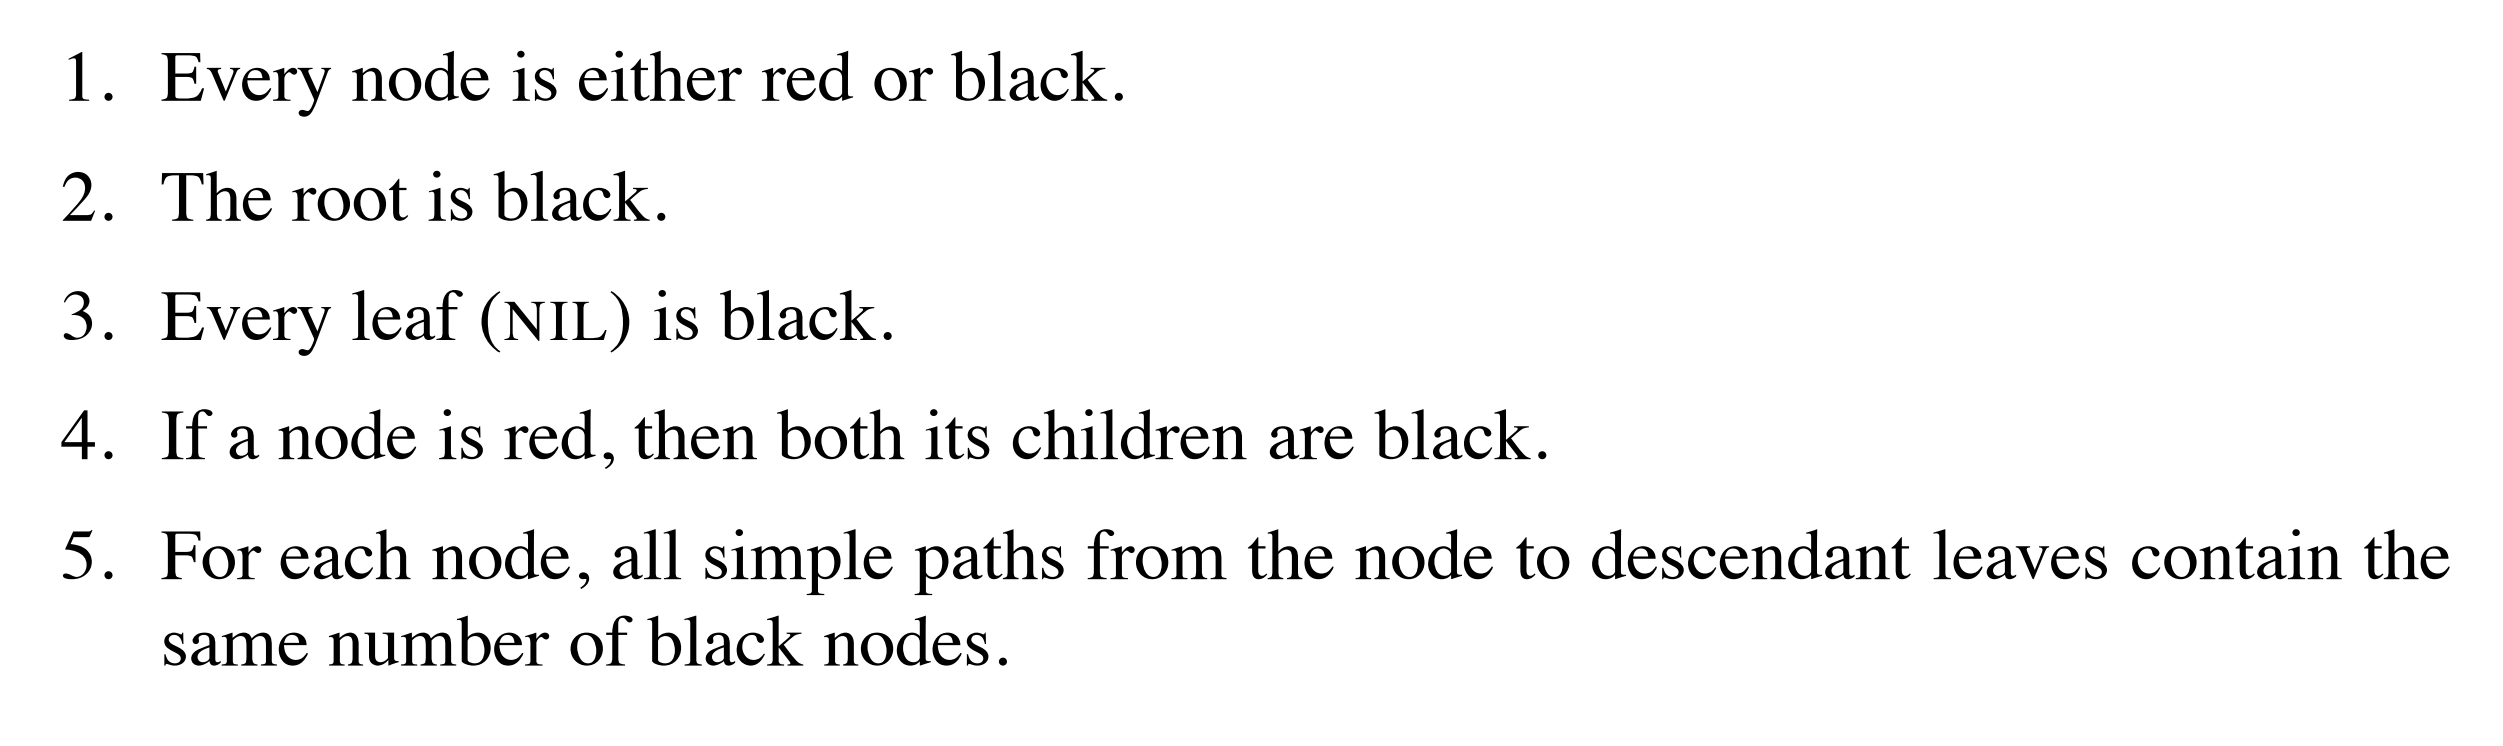 1. Every node is either red or black.
2. The root is black.
3. Every leaf (NIL) is black.
4. If a node is red, then both its children are black.
5. For each node, all simple paths from the node to descendant leaves contain the
same number of black nodes.